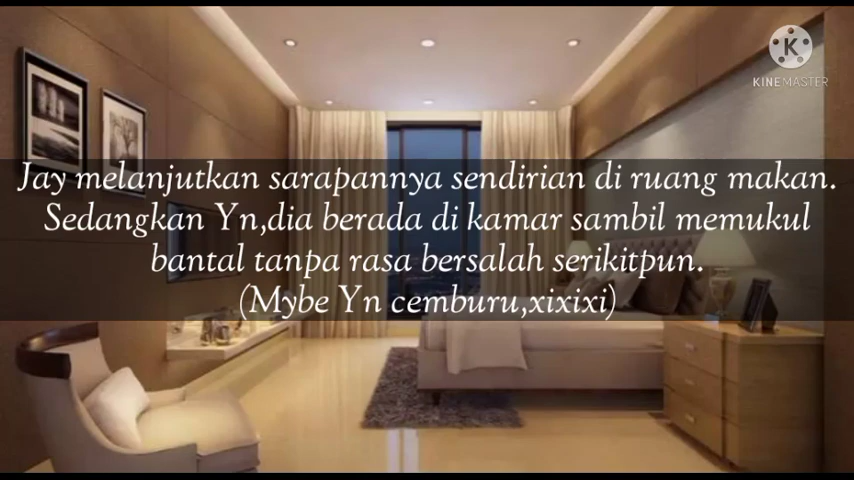 KINEMASTER
Jay melanjutkan sarapannya sendirian di ruang makan.
Sedangkan Yn,dia berada di kamar sambil memukul
bantal tanpa rasa bersalah serikitpun.
(Mybe Yn cemburu,xixixi)